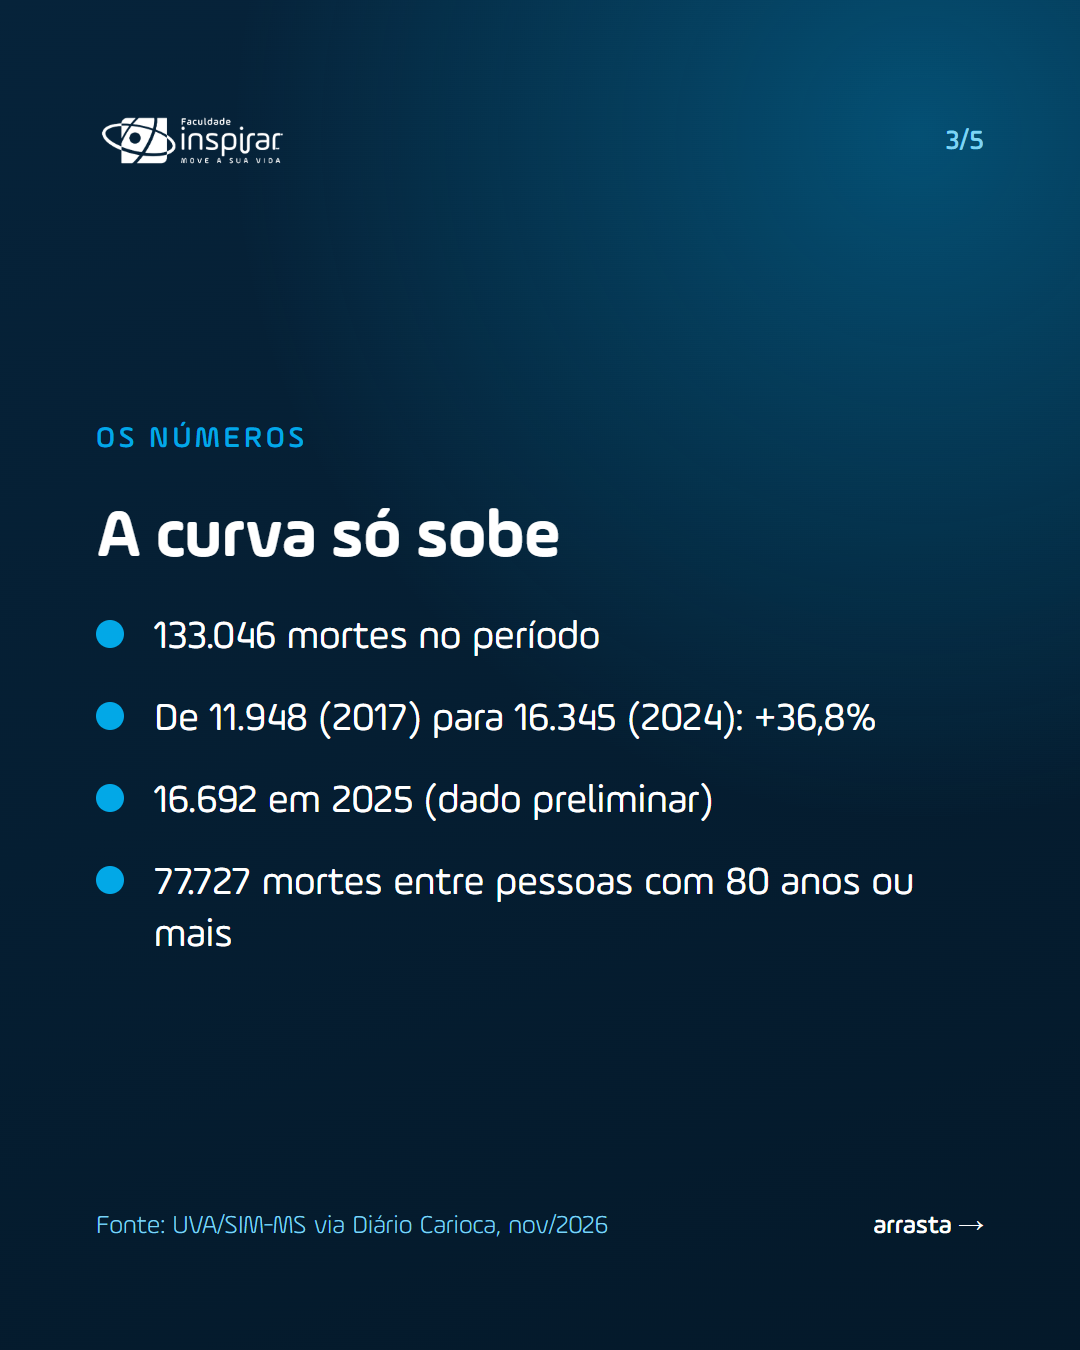 Faculdade
inspirar
MOVE A SUA VIDA
3/5
OS NÚMEROS
A curva só sobe
133.046 mortes no período
De 11.948 (2017) para 16.345 (2024): +36,8%
16.692 em 2025 (dado preliminar)
77.727 mortes entre pessoas com 80 anos ou
mais
Fonte: UVA/SIM-MS via Diário Carioca, nov/2026
arrasta →